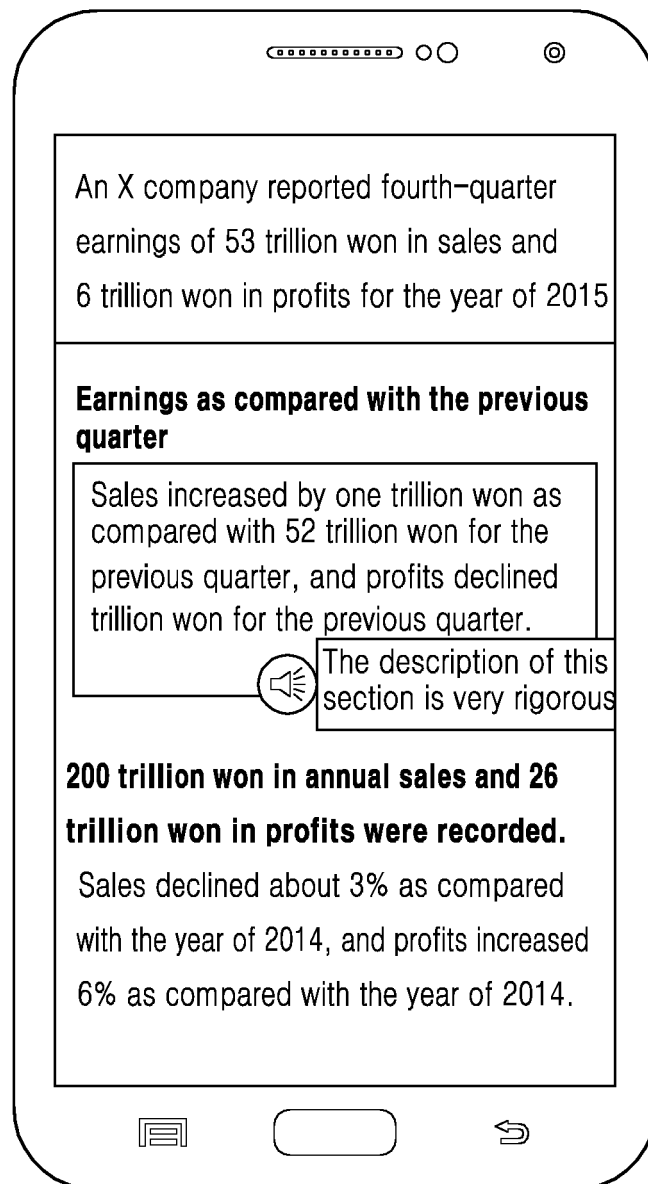 An X company reported fourth-quarter
earnings of 53 trillion won in sales and
6 trillion won in profits for the year of 2015
Earnings as compared with the previous
quarter
Sales increased by one trillion won as
compared with 52 trillion won for the
previous quarter, and profits declined
trillion won for the previous quarter.
The description of this
section is very rigorous
200 trillion won in annual sales and 26
trillion won in profits were recorded.
Sales declined about 3% as compared
with the year of 2014, and profits increased
6% as compared with the year of 2014.